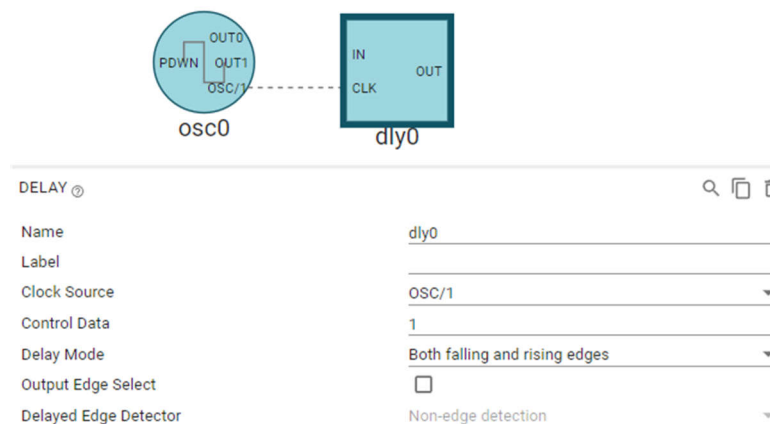 OUT0
PDWN OUT1
OSC/1
osc0
IN
OUT
CLK
dly0
DELAY
Name dly0
Label
Clock Source OSC/1
Control Data 1
Delay Mode Both falling and rising edges
Output Edge Select
Delayed Edge Detector Non-edge detection